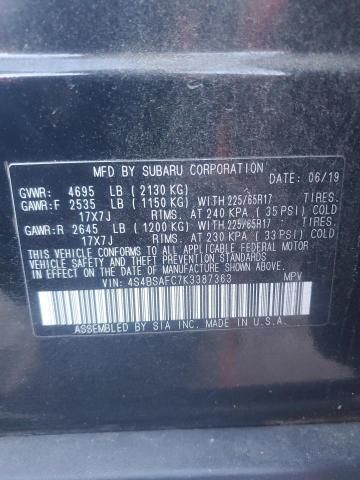 MFD BY SUBARU CORPORATION DATE: 06/19
GVWR: 4695 LB (2130 KG)
GAWR:F 2535 LB (1150 KG) WITH 225/65R17 TIRES.
17X7J RIMS. AT 240 KPA (35 PSI) COLD
GAWR:R 2645 LB (1200 KG) WITH 225/65R17 TIRES.
17X7J RIMS. AT 230 KPA (33 PSI) COLD
THIS VEHICLE CONFORMS TO ALL APPLICABLE
FEDERAL MOTOR VEHICLE SAFETY, BUMPER, AND THEFT PREVENTION STANDARDS
IN EFFECT ON THE DATE OF MANUFACTURE SHOWN ABOVE.
VIN: 4S4BSAFC7K3387363 MPV
ASSEMBLED BY SIA INC. MADE IN U.S.A.